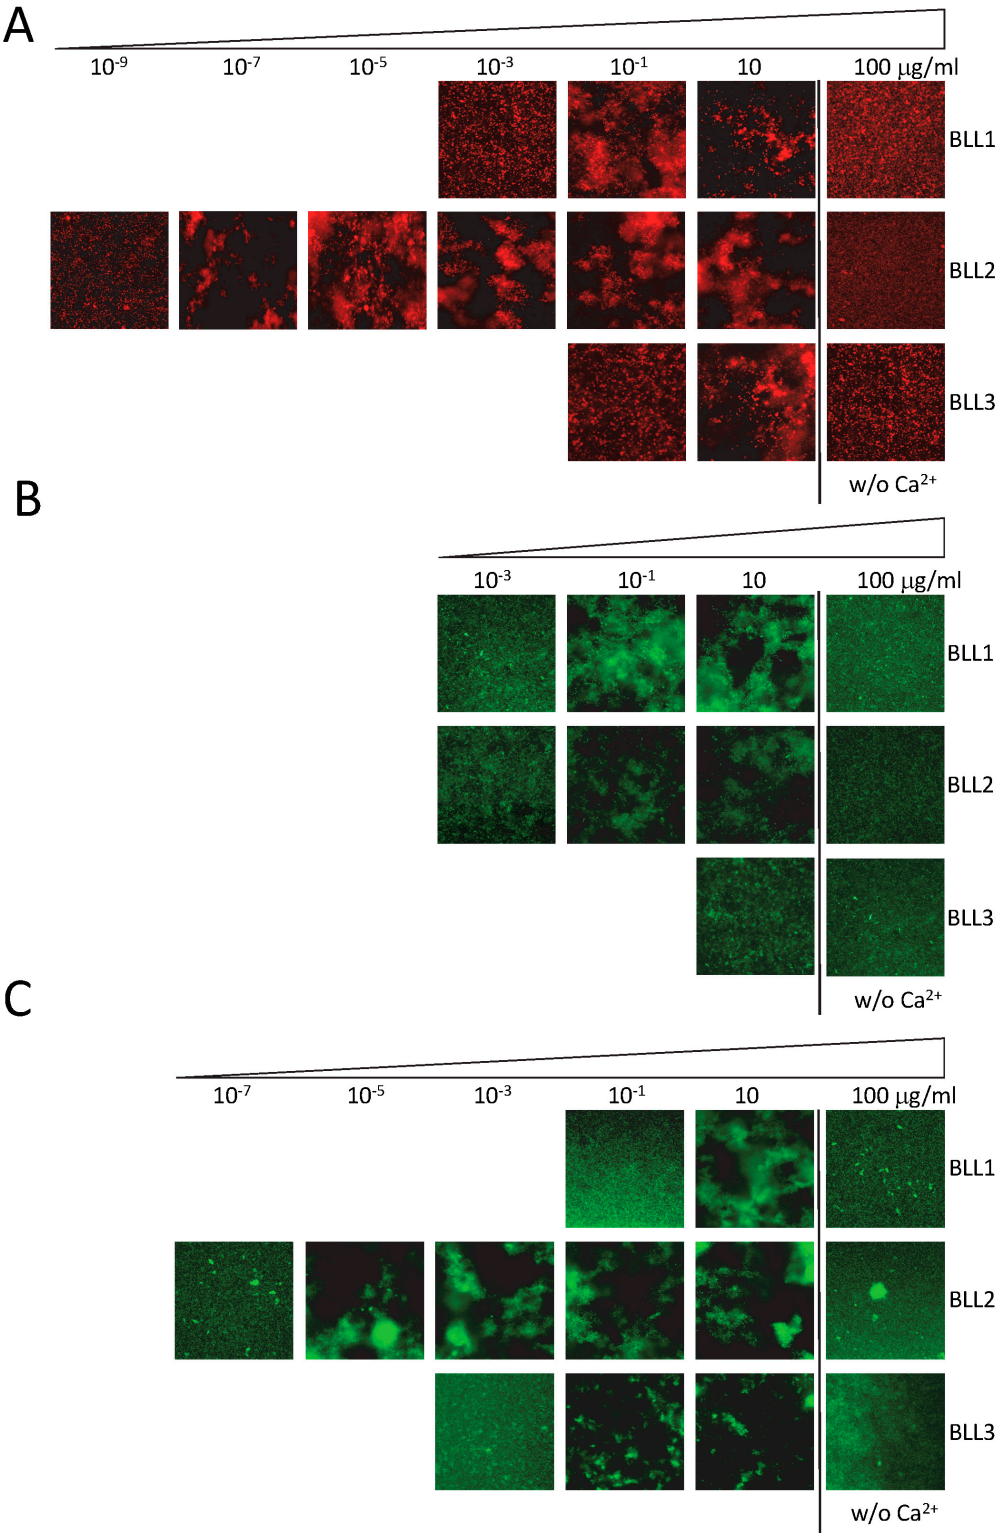 A
10⁻⁹ 10⁻⁷ 10⁻⁵ 10⁻³ 10⁻¹ 10 100 µg/ml
BLL1
BLL2
BLL3
w/o Ca²⁺
B
10⁻³ 10⁻¹ 10 100 µg/ml
BLL1
BLL2
BLL3
w/o Ca²⁺
C
10⁻⁷ 10⁻⁵ 10⁻³ 10⁻¹ 10 100 µg/ml
BLL1
BLL2
BLL3
w/o Ca²⁺